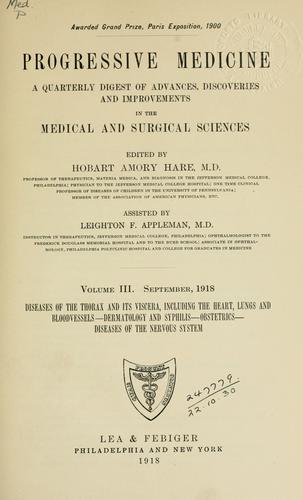 Med.
P
Awarded Grand Prize, Paris Exposition, 1900
PROGRESSIVE MEDICINE
A QUARTERLY DIGEST OF ADVANCES, DISCOVERIES
AND IMPROVEMENTS
IN THE
MEDICAL AND SURGICAL SCIENCES
EDITED BY
HOBART AMORY HARE, M.D.
PROFESSOR OF THERAPEUTICS, MATERIA MEDICA, AND DIAGNOSIS IN THE JEFFERSON MEDICAL COLLEGE,
PHILADELPHIA; PHYSICIAN TO THE JEFFERSON MEDICAL COLLEGE HOSPITAL; ONE TIME CLINICAL
PROFESSOR OF DISEASES OF CHILDREN IN THE UNIVERSITY OF PENNSYLVANIA;
MEMBER OF THE ASSOCIATION OF AMERICAN PHYSICIANS, ETC.
ASSISTED BY
LEIGHTON F. APPLEMAN, M.D.
INSTRUCTOR IN THERAPEUTICS, JEFFERSON MEDICAL COLLEGE, PHILADELPHIA; OPHTHALMOLOGIST TO THE
FREDERICK DOUGLASS MEMORIAL HOSPITAL AND TO THE BURD SCHOOL; ASSOCIATE IN OPHTHAL-
MOLOGY, PHILADELPHIA POLYCLINIC HOSPITAL AND COLLEGE FOR GRADUATES IN MEDICINE
VOLUME III. SEPTEMBER, 1918
DISEASES OF THE THORAX AND ITS VISCERA, INCLUDING THE HEART, LUNGS AND
BLOODVESSELS—DERMATOLOGY AND SYPHILIS—OBSTETRICS—
DISEASES OF THE NERVOUS SYSTEM
247779
22.10.30
LEA & FEBIGER
PHILADELPHIA AND NEW YORK
1918